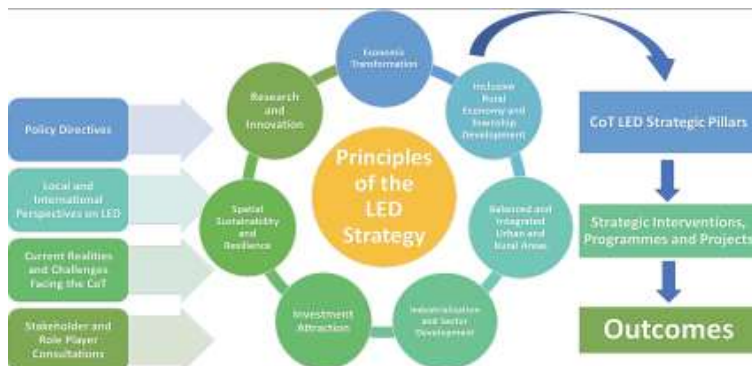 Policy Directives
Local and
International
Perspectives on LED
Current Realities
and Challenges
Facing the CoT
Stakeholder and
Role Player
Consultations
Economic
Transformation
Inclusive
Rural
Economy and
Township
Development
Balanced and
Integrated
Urban and
Rural Areas
Industrialisation
and Sector
Development
Investment
Attraction
Spatial
Sustainability
and
Resilience
Research
and
Innovation
Principles
of the
LED
Strategy
CoT LED Strategic Pillars
Strategic Interventions,
Programmes and Projects
Outcomes